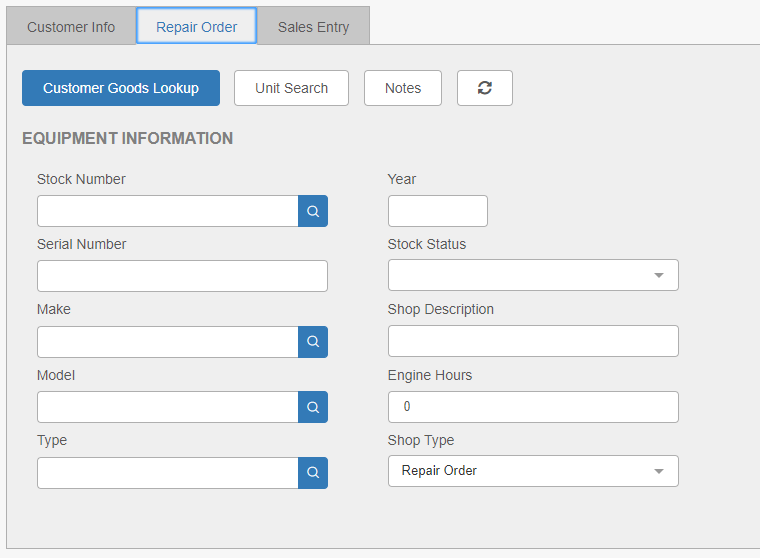 Customer Info
Repair Order
Sales Entry
Customer Goods Lookup
Unit Search
Notes
EQUIPMENT INFORMATION
Stock Number
Year
Serial Number
Stock Status
Make
Shop Description
Model
Engine Hours
0
Type
Shop Type
Repair Order